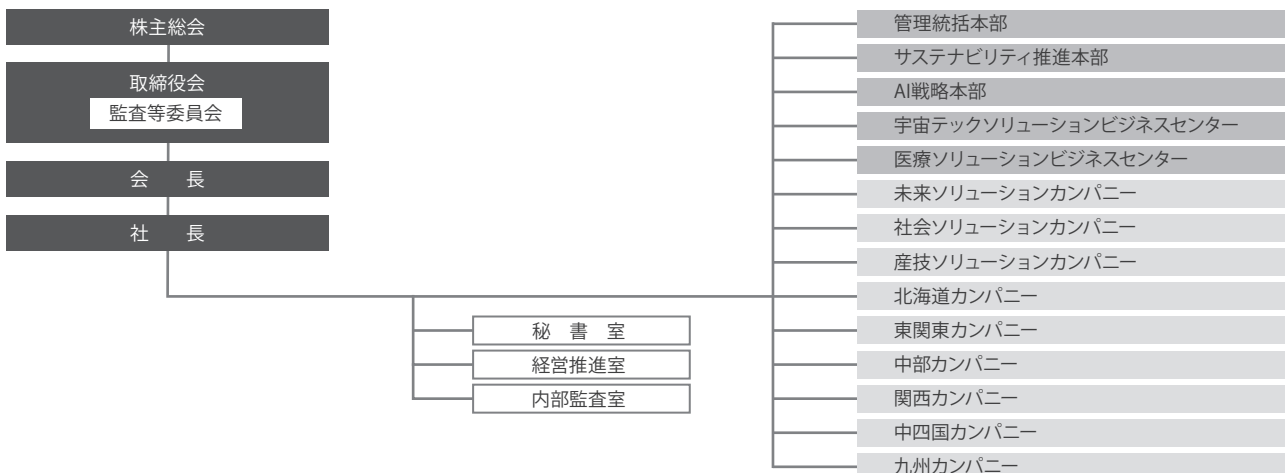 株主総会
取締役会
監査等委員会
会　　長
社　　長
秘　書　室
経営推進室
内部監査室
管理統括本部
サステナビリティ推進本部
AI戦略本部
宇宙テックソリューションビジネスセンター
医療ソリューションビジネスセンター
未来ソリューションカンパニー
社会ソリューションカンパニー
産技ソリューションカンパニー
北海道カンパニー
東関東カンパニー
中部カンパニー
関西カンパニー
中四国カンパニー
九州カンパニー